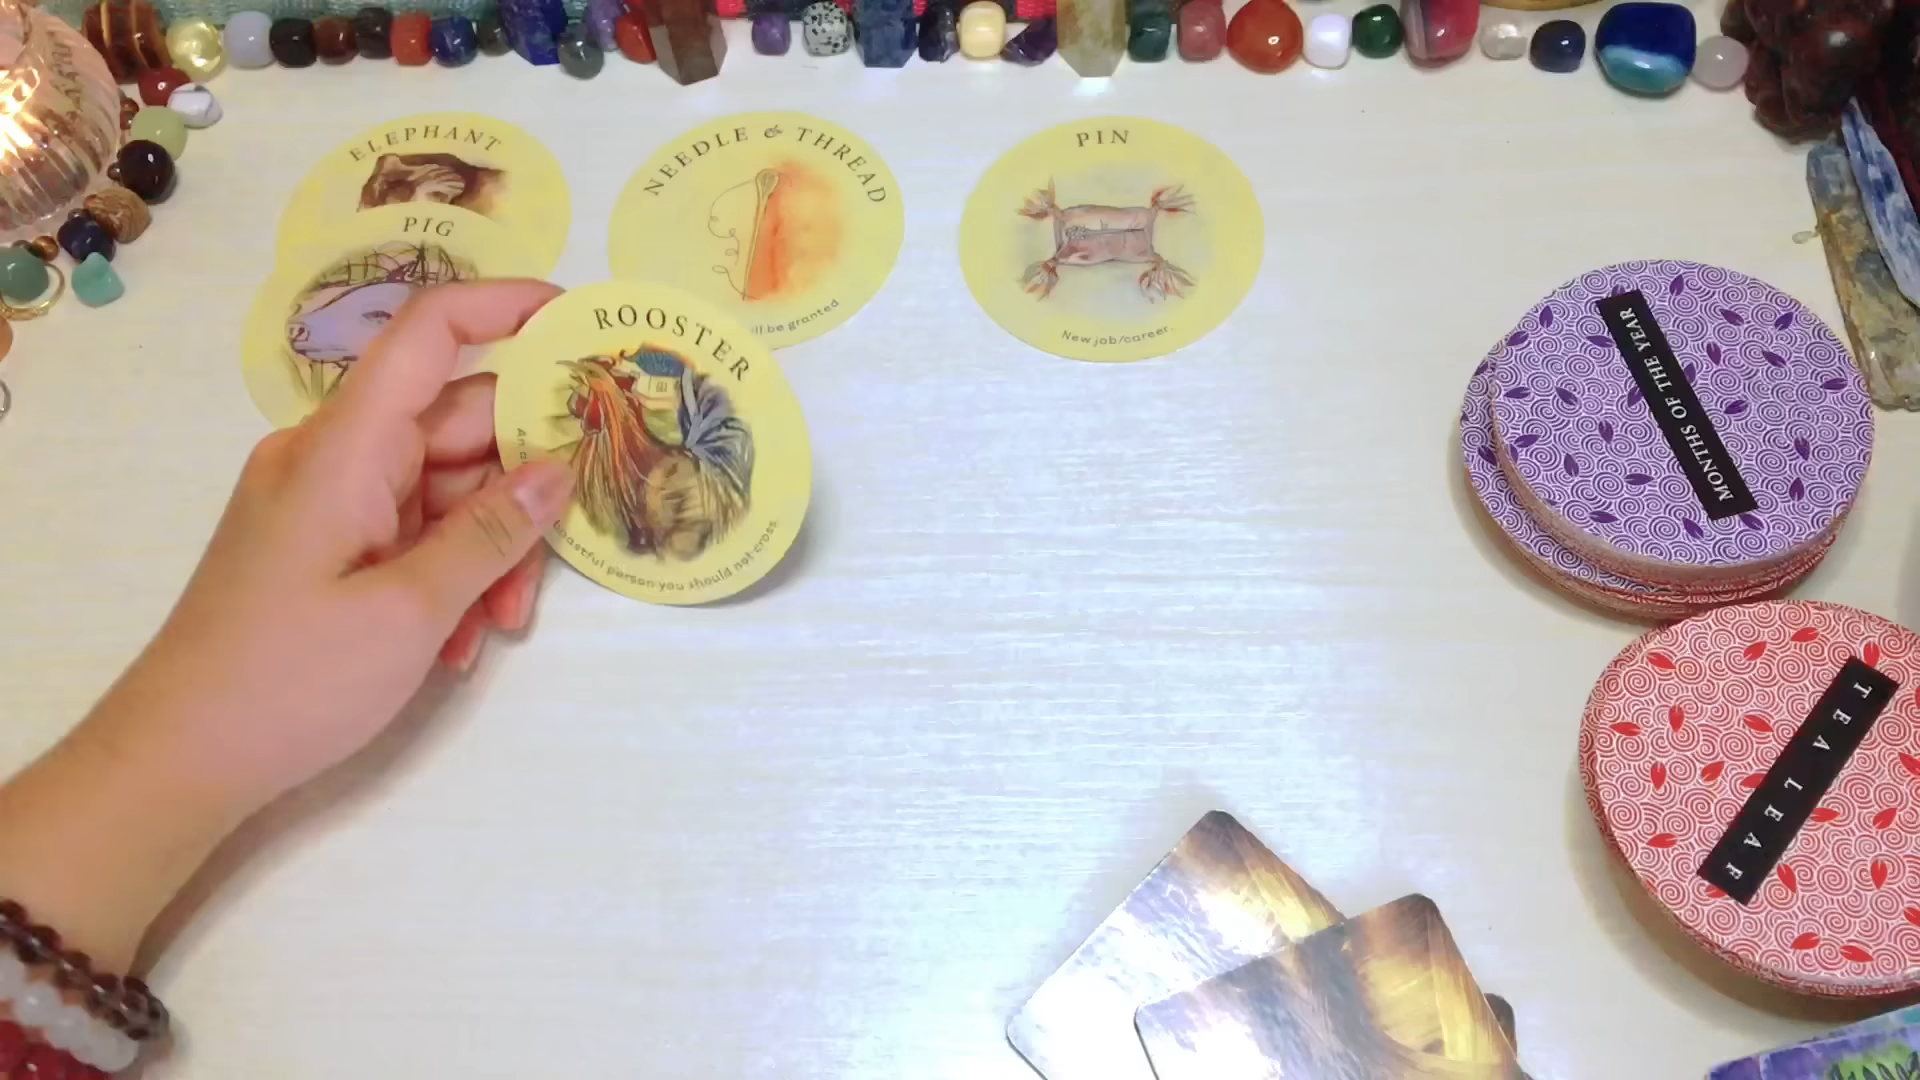 ELEPHANT
PIG
NEEDLE & THREAD
be granted
PIN
New job/career.
ROOSTER
An
boastful person you should not cross.
MONTHS OF THE YEAR
TEA LEAF